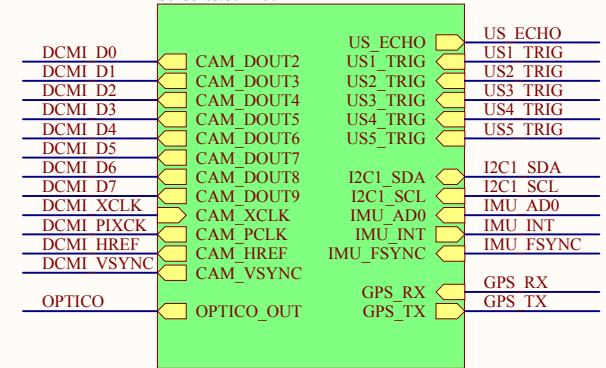 US_ECHO US_ECHO
DCMI_D0 CAM_DOUT2 US1_TRIG US1_TRIG
DCMI_D1 CAM_DOUT3 US2_TRIG US2_TRIG
DCMI_D2 CAM_DOUT4 US3_TRIG US3_TRIG
DCMI_D3 CAM_DOUT5 US4_TRIG US4_TRIG
DCMI_D4 CAM_DOUT6 US5_TRIG US5_TRIG
DCMI_D5 CAM_DOUT7
DCMI_D6 CAM_DOUT8 I2C1_SDA I2C1_SDA
DCMI_D7 CAM_DOUT9 I2C1_SCL I2C1_SCL
DCMI_XCLK CAM_XCLK IMU_AD0 IMU_AD0
DCMI_PIXCK CAM_PCLK IMU_INT IMU_INT
DCMI_HREF CAM_HREF IMU_FSYNC IMU_FSYNC
DCMI_VSYNC CAM_VSYNC
GPS_RX GPS_RX
OPTICO OPTICO_OUT GPS_TX GPS_TX